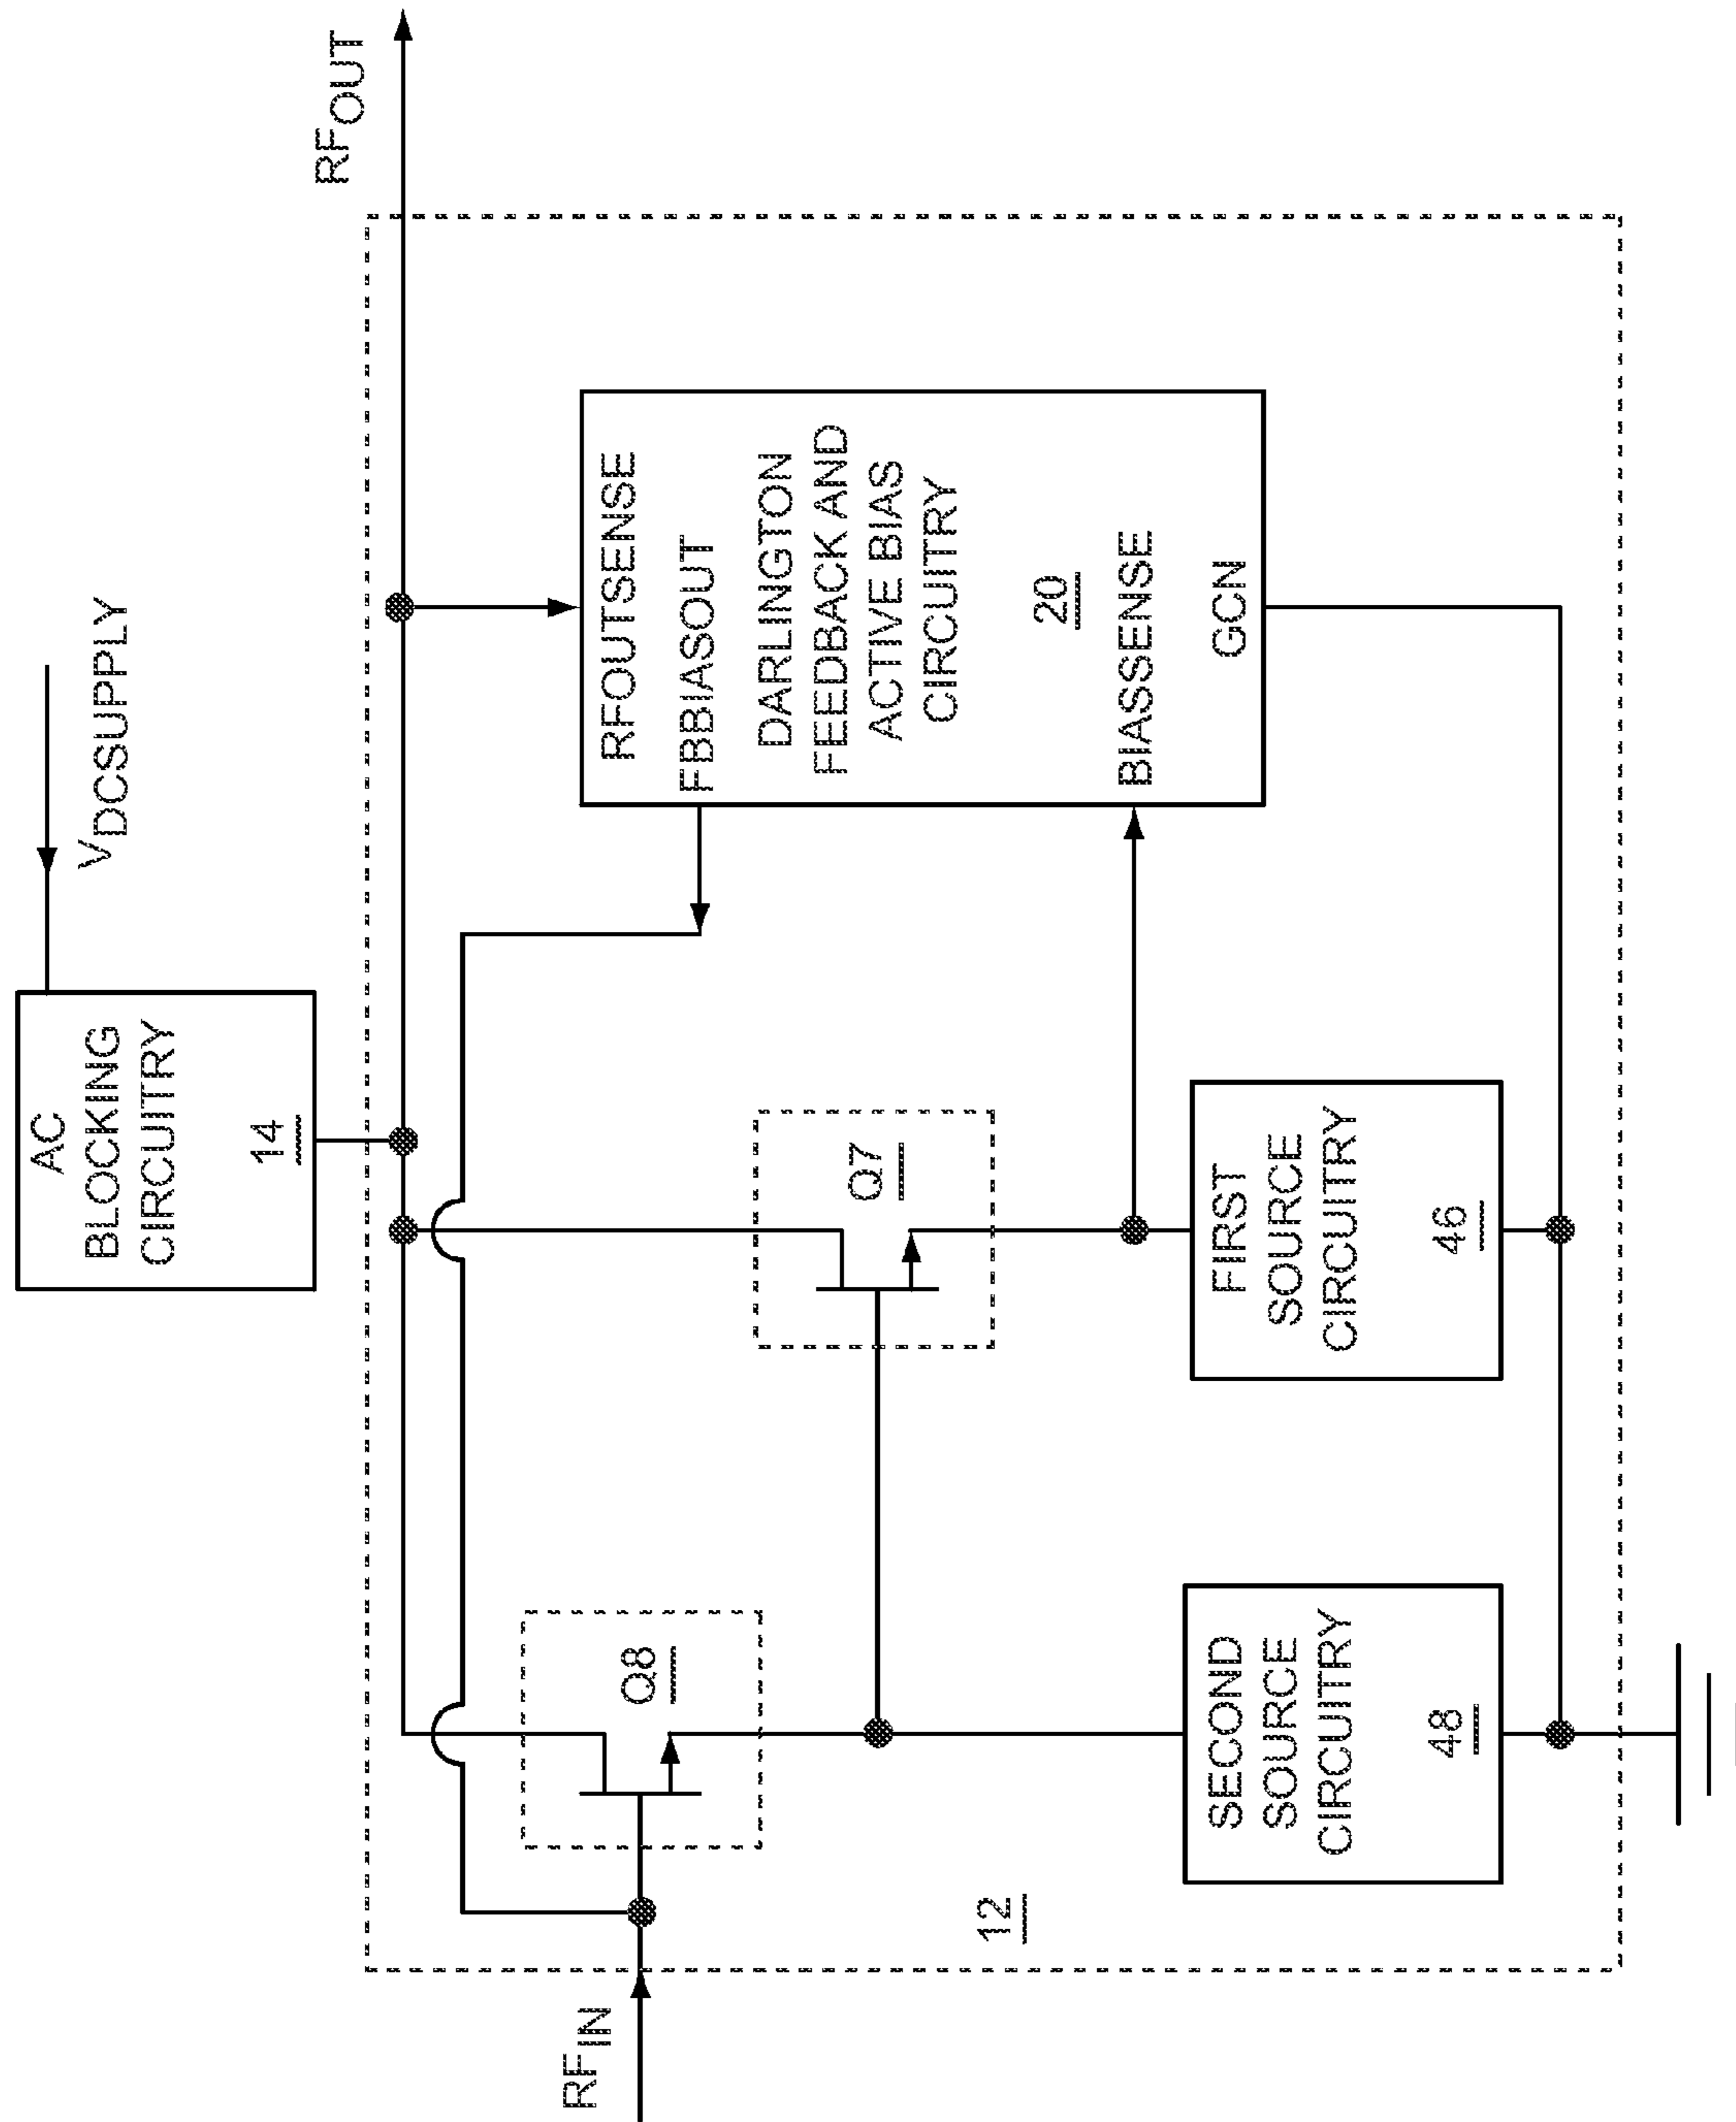 AC
BLOCKING
CIRCUITRY
14
VDCSUPPLY
RFOUT
RFIN
Q8
Q7
RFOUTSENSE
FBBIASOUT
DARLINGTON
FEEDBACK AND
ACTIVE BIAS
CIRCUITRY
20
BIASSENSE
GCN
12
SECOND
SOURCE
CIRCUITRY
48
FIRST
SOURCE
CIRCUITRY
46